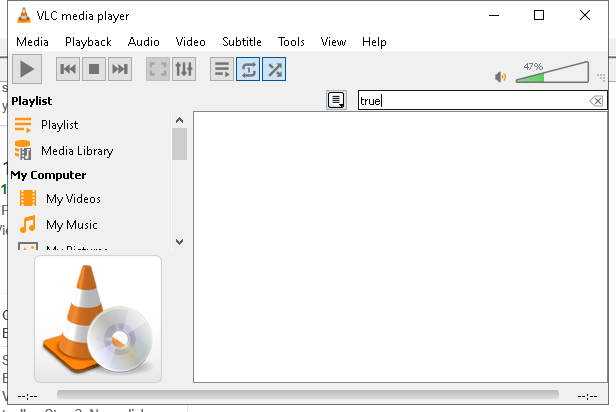 VLC media player
Media Playback Audio Video Subtitle Tools View Help
47%
Playlist
true
Playlist
Media Library
My Computer
My Videos
My Music
My Pictures
--:-- --:--